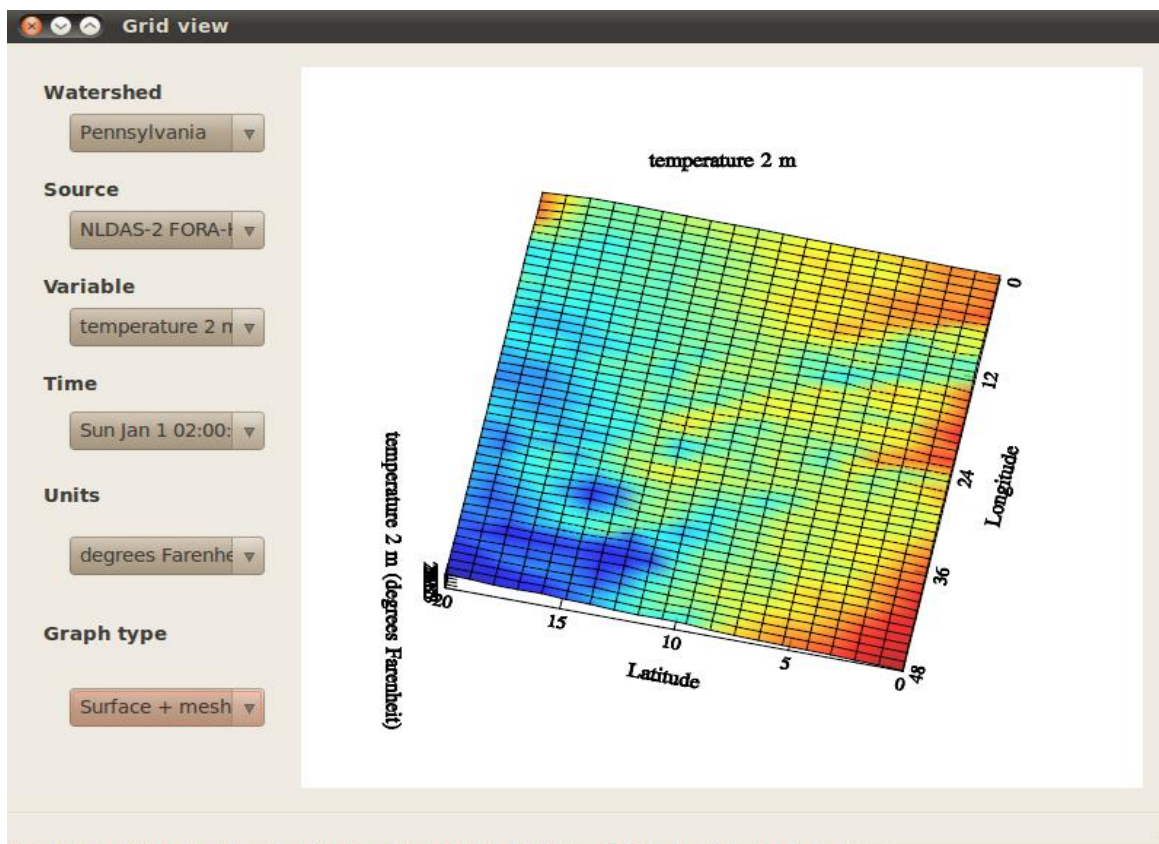 Grid view
Watershed
Pennsylvania
Source
NLDAS-2 FORA-
Variable
temperature 2 m
Time
Sun Jan 1 02:00:
Units
degrees Farenhe
Graph type
Surface + mesh
temperature 2 m
0
12
24
36
48
Longitude
20
15
10
5
0
Latitude
temperature 2 m (degrees Farenheit)